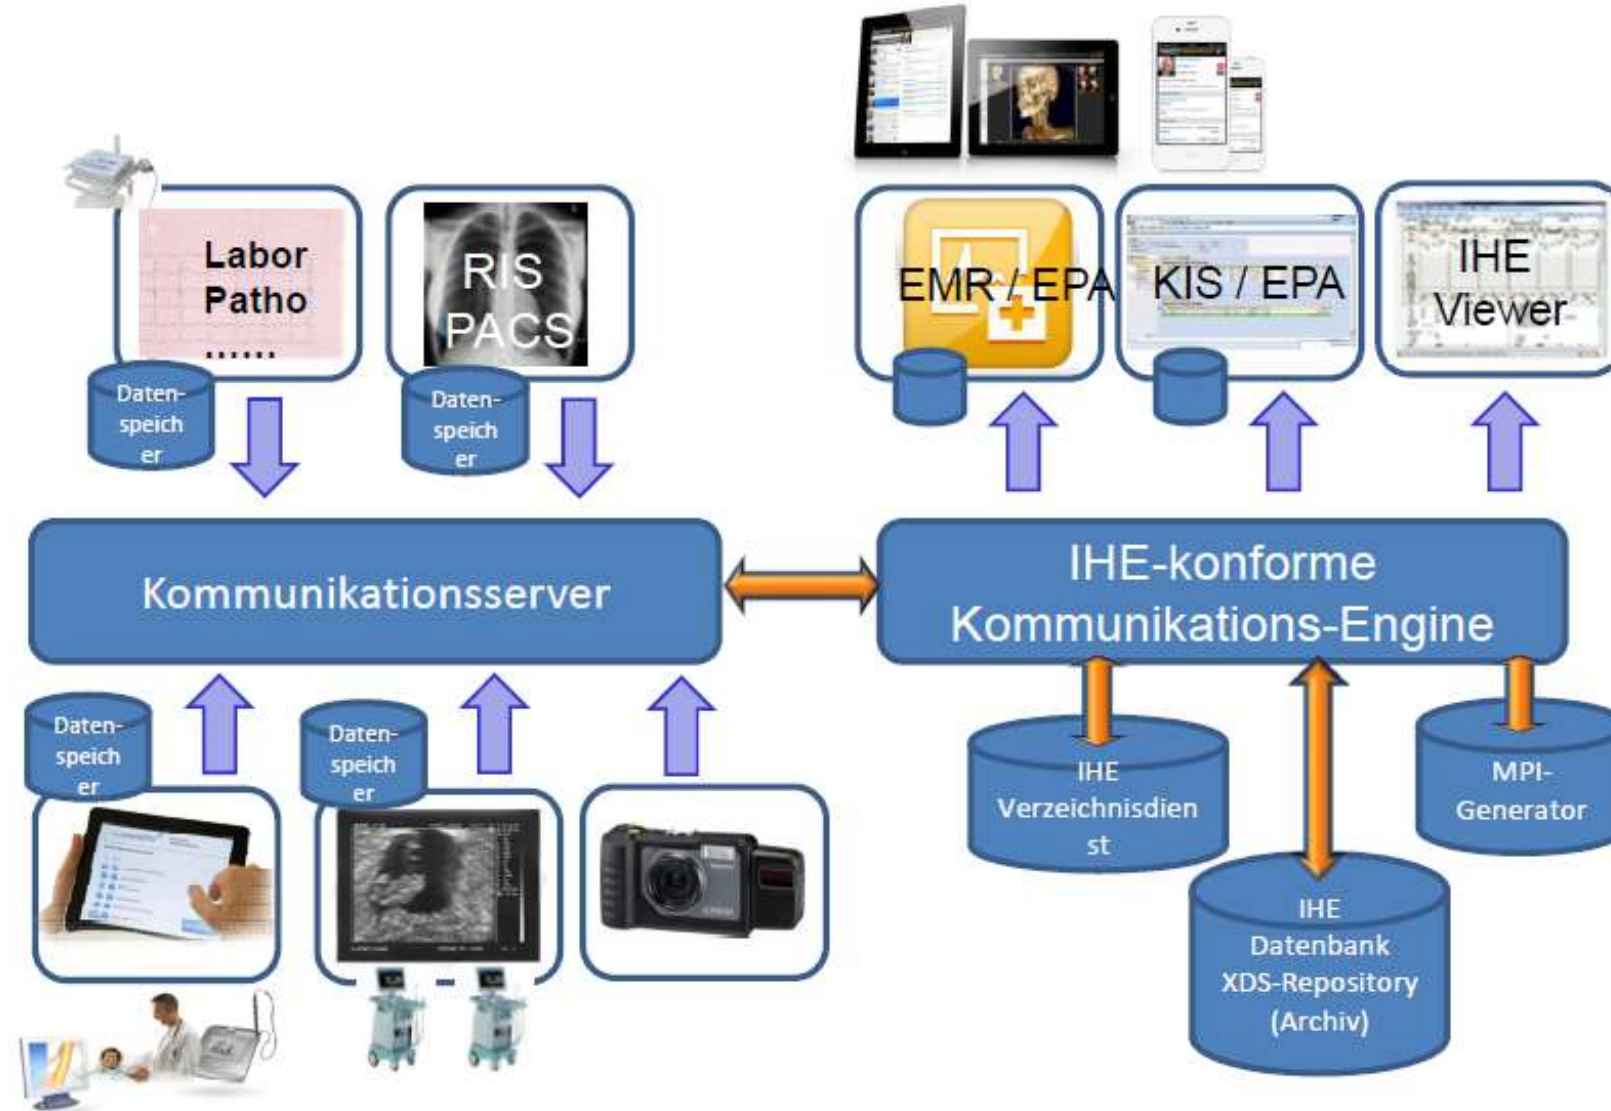 Labor
Patho
......
RIS
PACS
EMR / EPA
KIS / EPA
IHE
Viewer
Daten-
speich
er
Daten-
speich
er
Kommunikationsserver
IHE-konforme
Kommunikations-Engine
Daten-
speich
er
Daten-
speich
er
IHE
Verzeichnisdien
st
MPI-
Generator
IHE
Datenbank
XDS-Repository
(Archiv)